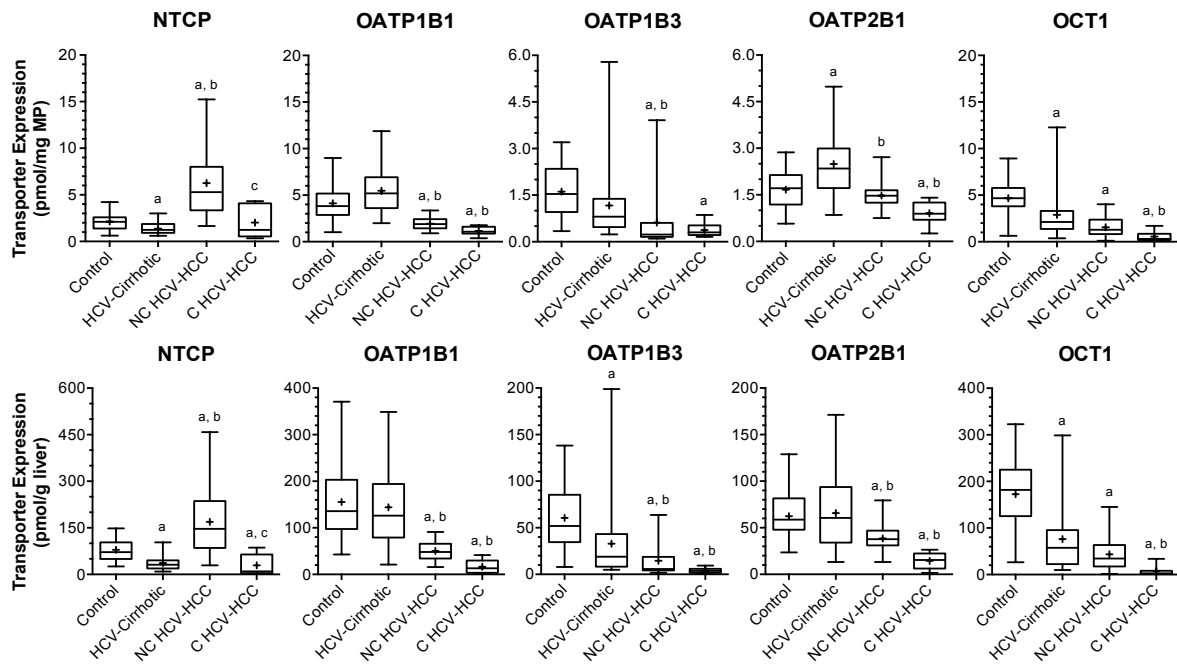 NTCP OATP1B1 OATP1B3 OATP2B1 OCT1
Transporter Expression
(pmol/mg MP)
20 15 10 5 0
a a, b c
Control HCV-Cirrhotic NC HCV-HCC C HCV-HCC
20 15 10 5 0
a, b a, b
Control HCV-Cirrhotic NC HCV-HCC C HCV-HCC
6.0 4.5 3.0 1.5 0.0
a, b a
Control HCV-Cirrhotic NC HCV-HCC C HCV-HCC
6.0 4.5 3.0 1.5 0.0
a b a, b
Control HCV-Cirrhotic NC HCV-HCC C HCV-HCC
20 15 10 5 0
a a a, b
Control HCV-Cirrhotic NC HCV-HCC C HCV-HCC
NTCP OATP1B1 OATP1B3 OATP2B1 OCT1
Transporter Expression
(pmol/g liver)
600 450 300 150 0
a a, b a, c
Control HCV-Cirrhotic NC HCV-HCC C HCV-HCC
400 300 200 100 0
a, b a, b
Control HCV-Cirrhotic NC HCV-HCC C HCV-HCC
200 150 100 50 0
a a, b a, b
Control HCV-Cirrhotic NC HCV-HCC C HCV-HCC
200 150 100 50 0
a, b a, b
Control HCV-Cirrhotic NC HCV-HCC C HCV-HCC
400 300 200 100 0
a a a, b
Control HCV-Cirrhotic NC HCV-HCC C HCV-HCC